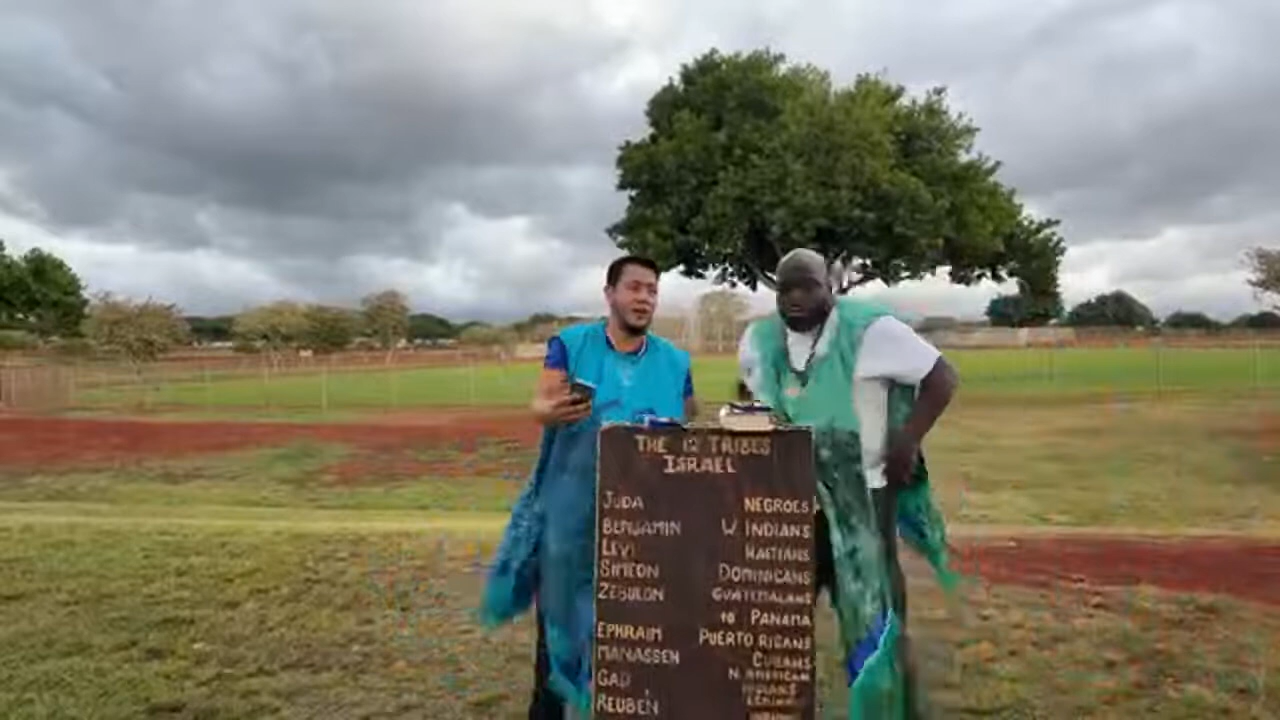 THE 12 TRIBES
ISRAEL
JUDA NEGROES
BENJAMIN W INDIANS
LEVI HAITIANS
SIMEON DOMINICANS
ZEBULON GUATEMALANS
TO PANAMA
EPHRAIM PUERTO RICANS
MANASSEH CUBANS
GAD N. AMERICAN
INDIANS
REUBEN